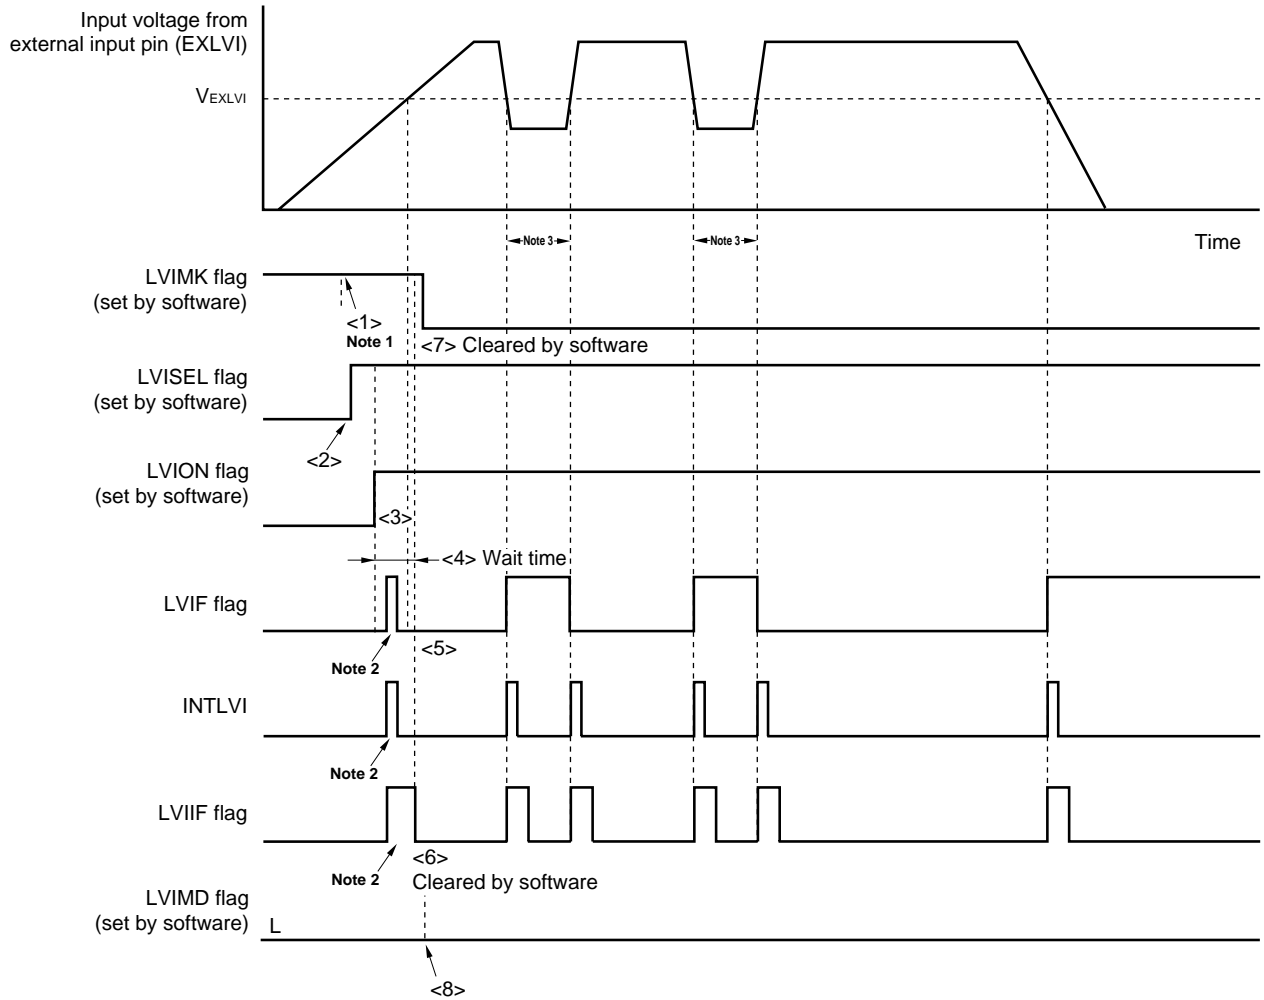 Input voltage from
external input pin (EXLVI)
VEXLVI
Note 3
Note 3
Time
LVIMK flag
(set by software)
<1>
Note 1
<7> Cleared by software
LVISEL flag
(set by software)
<2>
LVION flag
(set by software)
<3>
<4> Wait time
LVIF flag
<5>
Note 2
INTLVI
Note 2
LVIIF flag
<6>
Note 2
Cleared by software
LVIMD flag
(set by software)
L
<8>